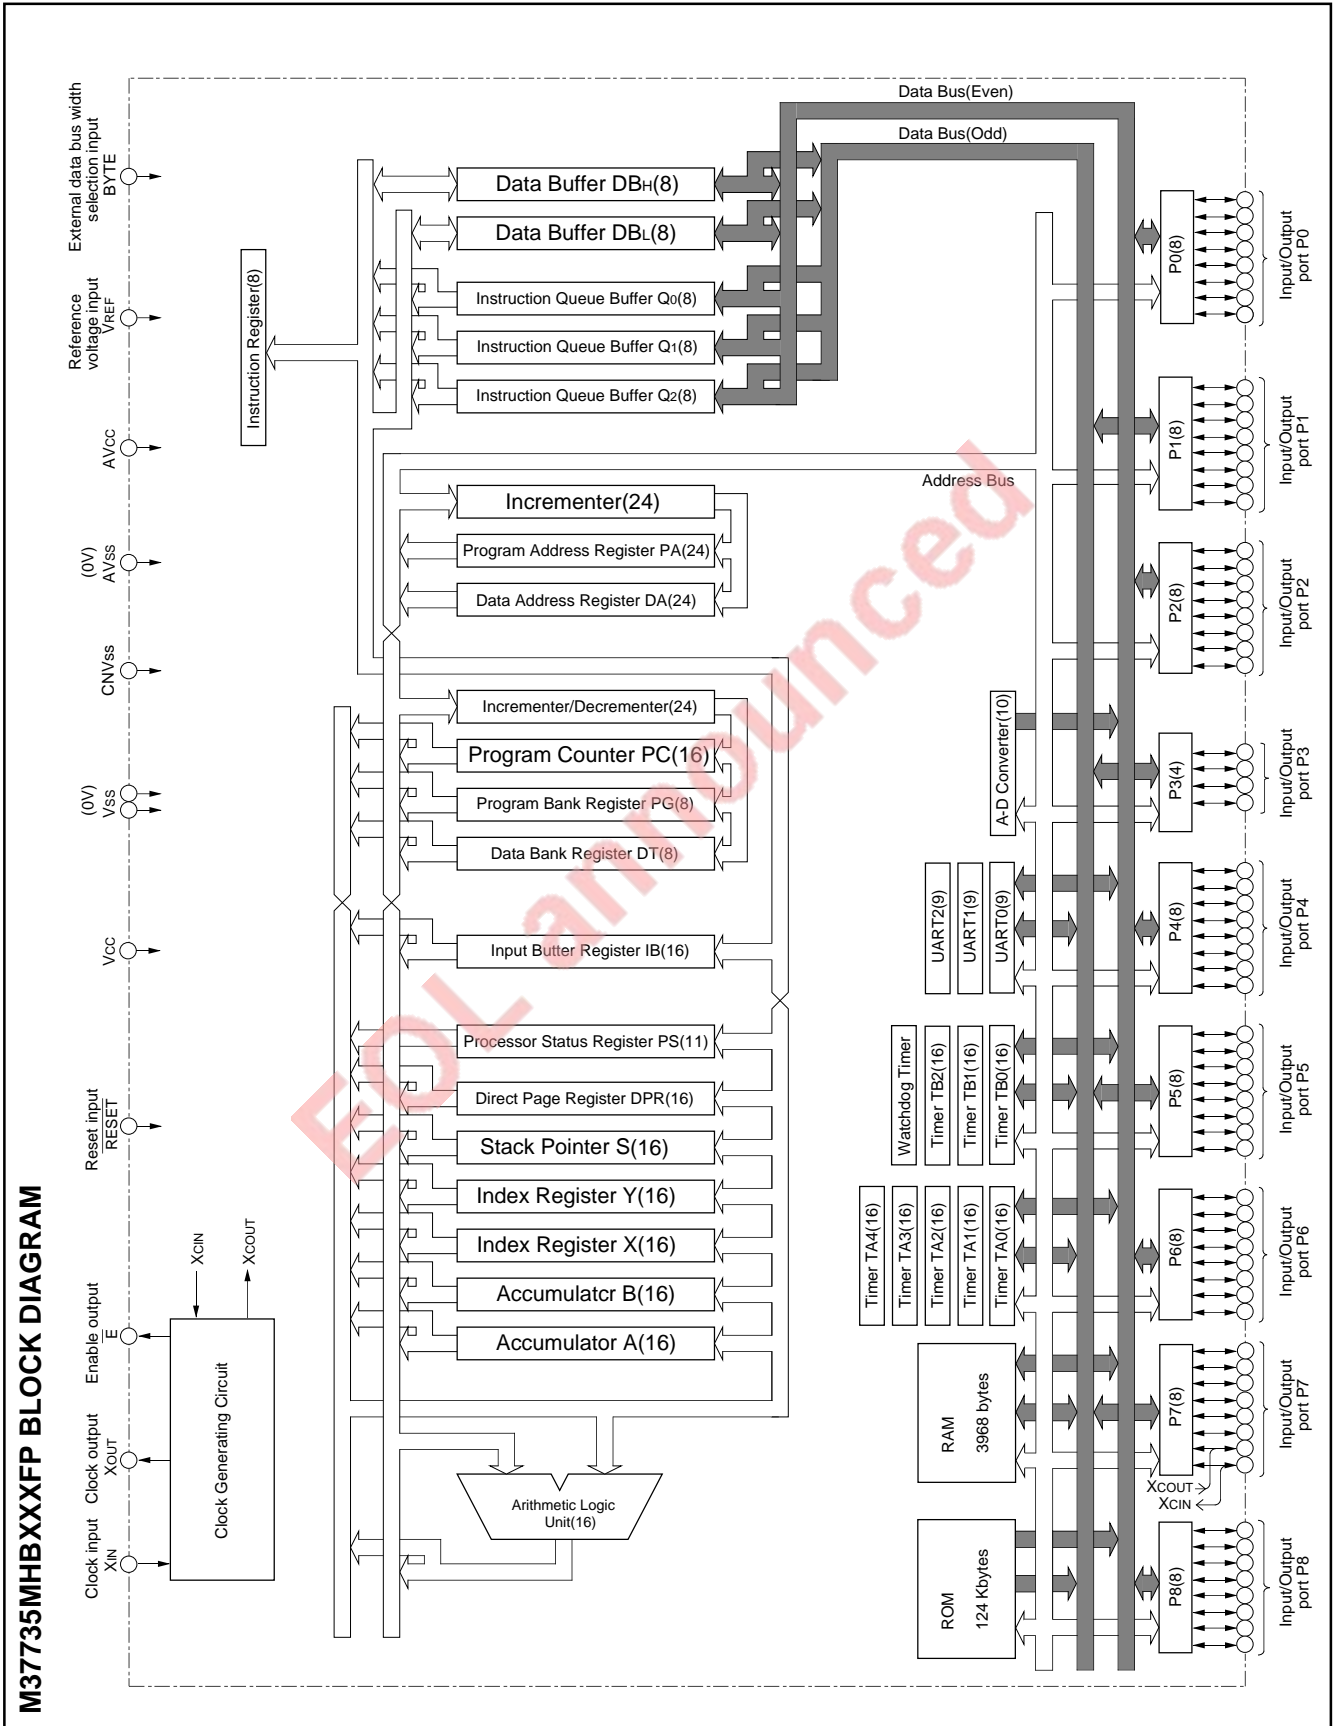 M37735MHBXXXFP BLOCK DIAGRAM
Clock input
XIN
Clock output
XOUT
Enable output
E
Reset input
RESET
VCC
(0V)
VSS
CNVSS
(0V)
AVSS
AVCC
Reference
voltage input
VREF
External data bus width
selection input
BYTE
Clock Generating Circuit
XCIN
XCOUT
Instruction Register(8)
Data Bus(Even)
Data Bus(Odd)
Data Buffer DBH(8)
Data Buffer DBL(8)
Instruction Queue Buffer Q0(8)
Instruction Queue Buffer Q1(8)
Instruction Queue Buffer Q2(8)
Address Bus
Incrementer(24)
Program Address Register PA(24)
Data Address Register DA(24)
Incrementer/Decrementer(24)
Program Counter PC(16)
Program Bank Register PG(8)
Data Bank Register DT(8)
Input Butter Register IB(16)
Processor Status Register PS(11)
Direct Page Register DPR(16)
Stack Pointer S(16)
Index Register Y(16)
Index Register X(16)
Accumulatcr B(16)
Accumulator A(16)
Arithmetic Logic
Unit(16)
A-D Converter(10)
UART2(9)
UART1(9)
UART0(9)
Watchdog Timer
Timer TB2(16)
Timer TB1(16)
Timer TB0(16)
Timer TA4(16)
Timer TA3(16)
Timer TA2(16)
Timer TA1(16)
Timer TA0(16)
RAM
3968 bytes
ROM
124 Kbytes
P0(8)
Input/Output
port P0
P1(8)
Input/Output
port P1
P2(8)
Input/Output
port P2
P3(4)
Input/Output
port P3
P4(8)
Input/Output
port P4
P5(8)
Input/Output
port P5
P6(8)
Input/Output
port P6
P7(8)
Input/Output
port P7
XCOUT
XCIN
P8(8)
Input/Output
port P8
EOL announced